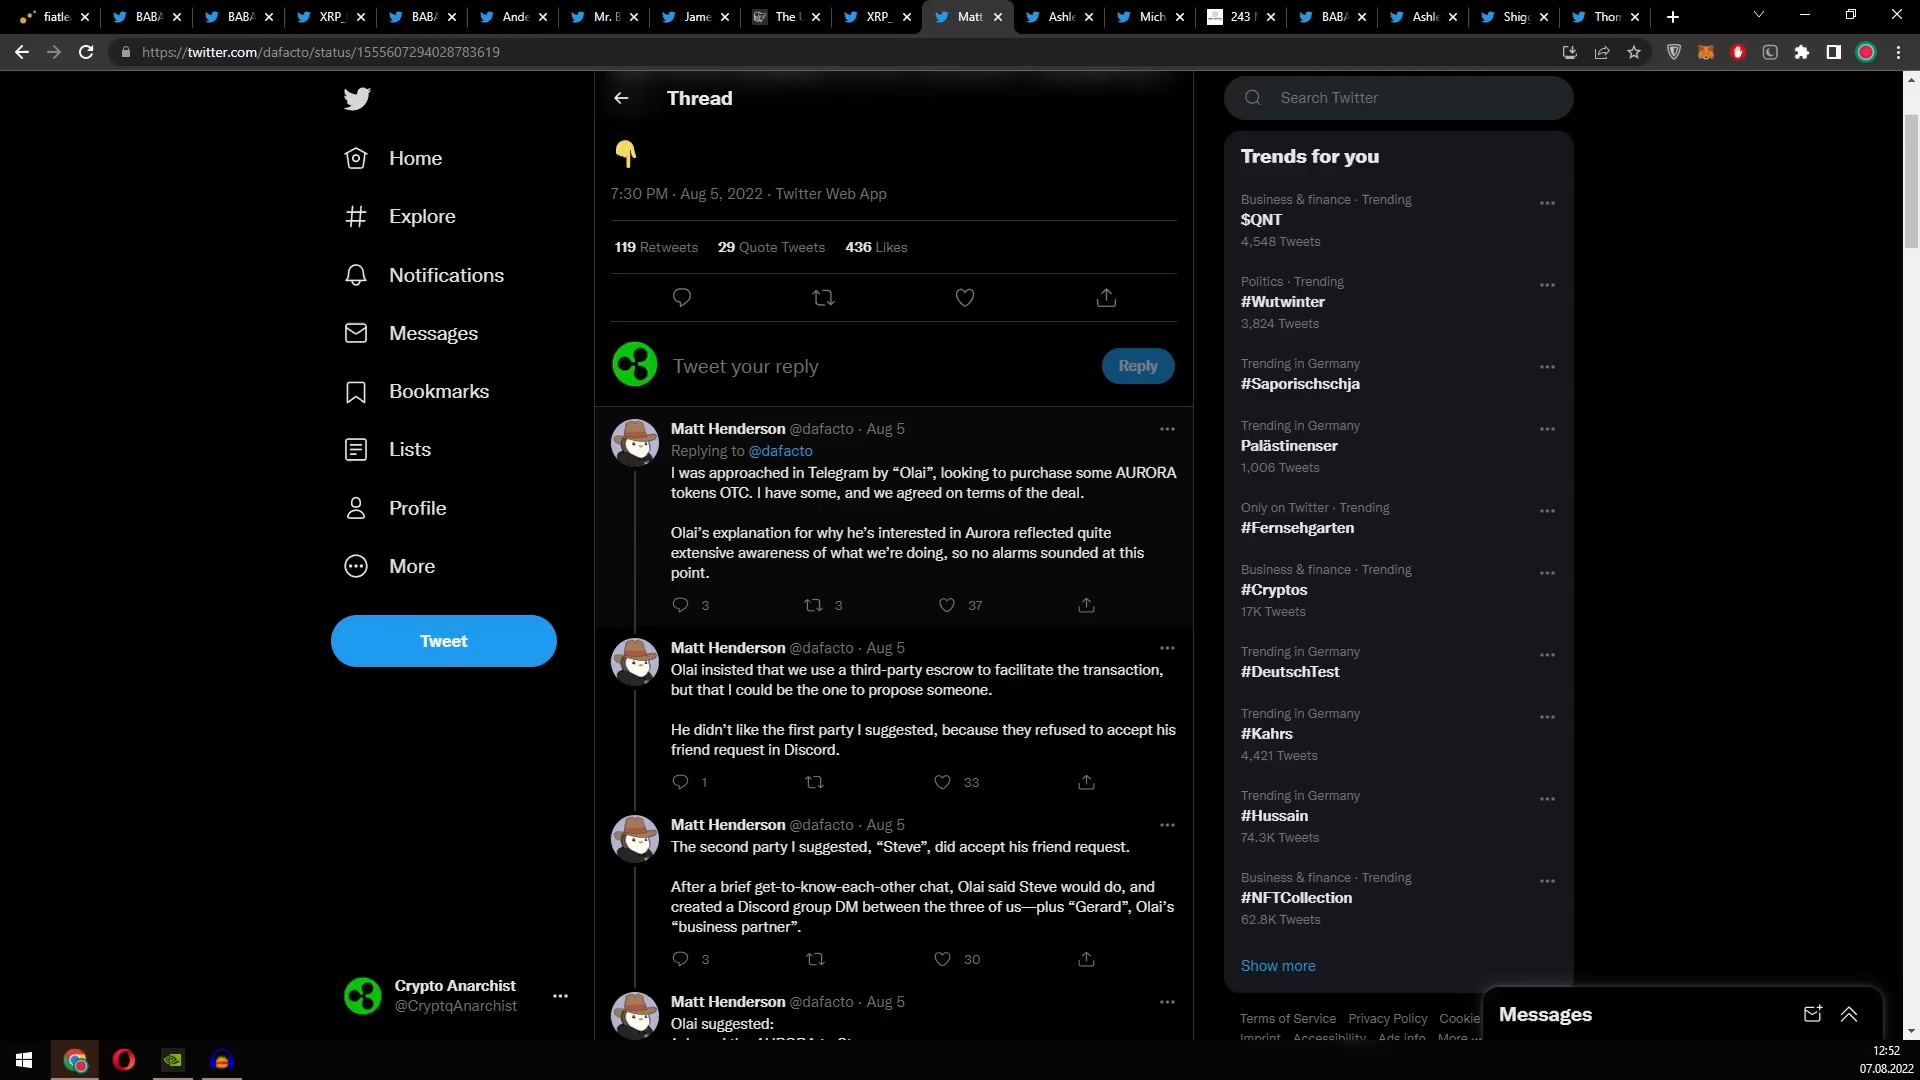 fiatle
BABA
BABA
XRP_
BABA
Ande
Mr. B
Jame
The U
XRP_
Matt
Ashle
Mich
243
BABA
Ashle
Shigg
Thom
https://twitter.com/dafacto/status/1555607294028783619
Home
Explore
Notifications
Messages
Bookmarks
Lists
Profile
More
Tweet
Crypto Anarchist
@CryptqAnarchist
Thread
👇
7:30 PM · Aug 5, 2022 · Twitter Web App
119 Retweets 29 Quote Tweets 436 Likes
Tweet your reply
Reply
Matt Henderson @dafacto · Aug 5
Replying to @dafacto
I was approached in Telegram by “Olai”, looking to purchase some AURORA
tokens OTC. I have some, and we agreed on terms of the deal.
Olai’s explanation for why he’s interested in Aurora reflected quite
extensive awareness of what we’re doing, so no alarms sounded at this
point.
3 3 37
Matt Henderson @dafacto · Aug 5
Olai insisted that we use a third-party escrow to facilitate the transaction,
but that I could be the one to propose someone.
He didn’t like the first party I suggested, because they refused to accept his
friend request in Discord.
1 33
Matt Henderson @dafacto · Aug 5
The second party I suggested, “Steve”, did accept his friend request.
After a brief get-to-know-each-other chat, Olai said Steve would do, and
created a Discord group DM between the three of us—plus “Gerard”, Olai’s
“business partner”.
3 30
Matt Henderson @dafacto · Aug 5
Olai suggested:
Search Twitter
Trends for you
Business & finance · Trending
$QNT
4,548 Tweets
Politics · Trending
#Wutwinter
3,824 Tweets
Trending in Germany
#Saporischschja
Trending in Germany
Palästinenser
1,006 Tweets
Only on Twitter · Trending
#Fernsehgarten
Business & finance · Trending
#Cryptos
17K Tweets
Trending in Germany
#DeutschTest
Trending in Germany
#Kahrs
4,421 Tweets
Trending in Germany
#Hussain
74.3K Tweets
Business & finance · Trending
#NFTCollection
62.8K Tweets
Show more
Terms of Service Privacy Policy Cookie
Imprint Accessibility Ads info More ···
Messages
12:52
07.08.2022